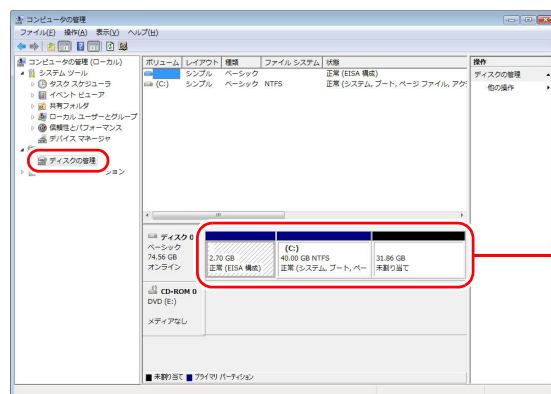 コンピュータの管理
ファイル(F) 操作(A) 表示(V) ヘルプ(H)
コンピュータの管理 (ローカル)
システム ツール
タスク スケジューラ
イベント ビューア
共有フォルダ
ローカル ユーザーとグループ
信頼性とパフォーマンス
デバイス マネージャ
ディスクの管理
ション
ボリューム レイアウト 種類 ファイル システム 状態
シンプル ベーシック 正常 (EISA 構成)
(C:) シンプル ベーシック NTFS 正常 (システム, ブート, ページ ファイル, アク
操作
ディスクの管理
他の操作
ディスク 0
ベーシック
74.56 GB
オンライン
2.70 GB
正常 (EISA 構成)
(C:)
40.00 GB NTFS
正常 (システム, ブート, ペー
31.86 GB
未割り当て
CD-ROM 0
DVD (E:)
メディアなし
未割り当て プライマリ パーティション